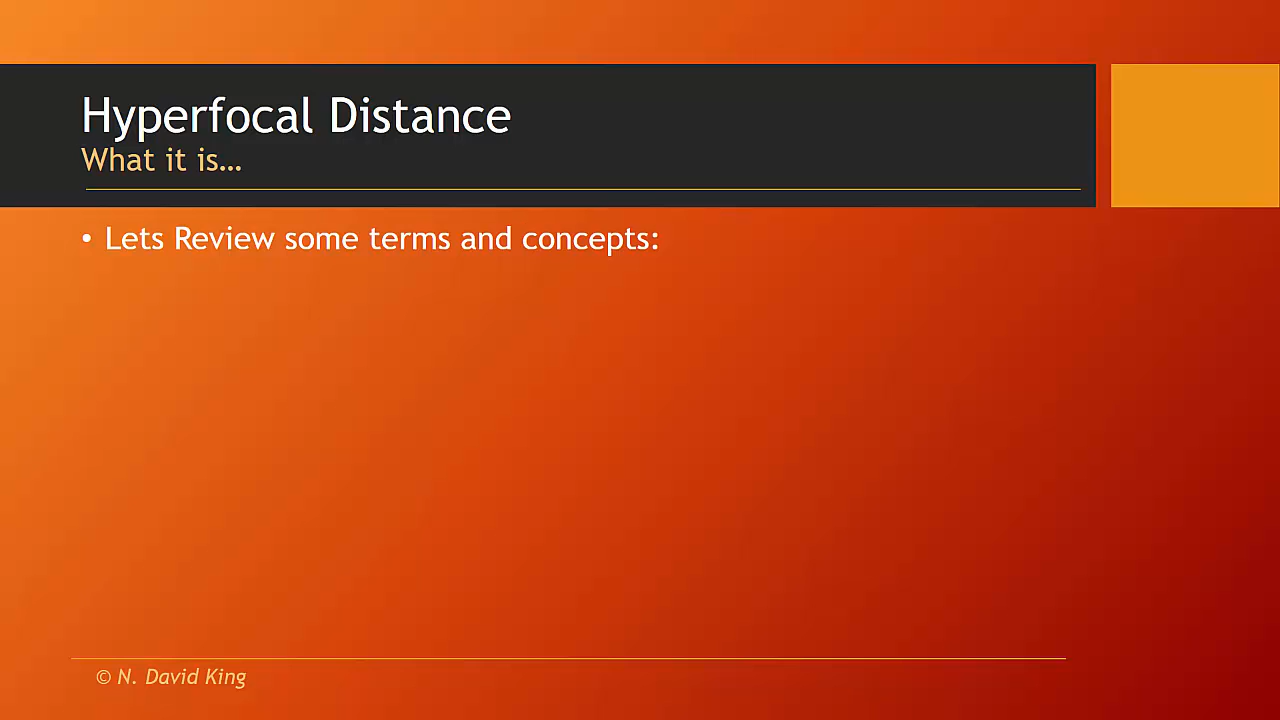 Hyperfocal Distance
What it is…
• Lets Review some terms and concepts:
© N. David King